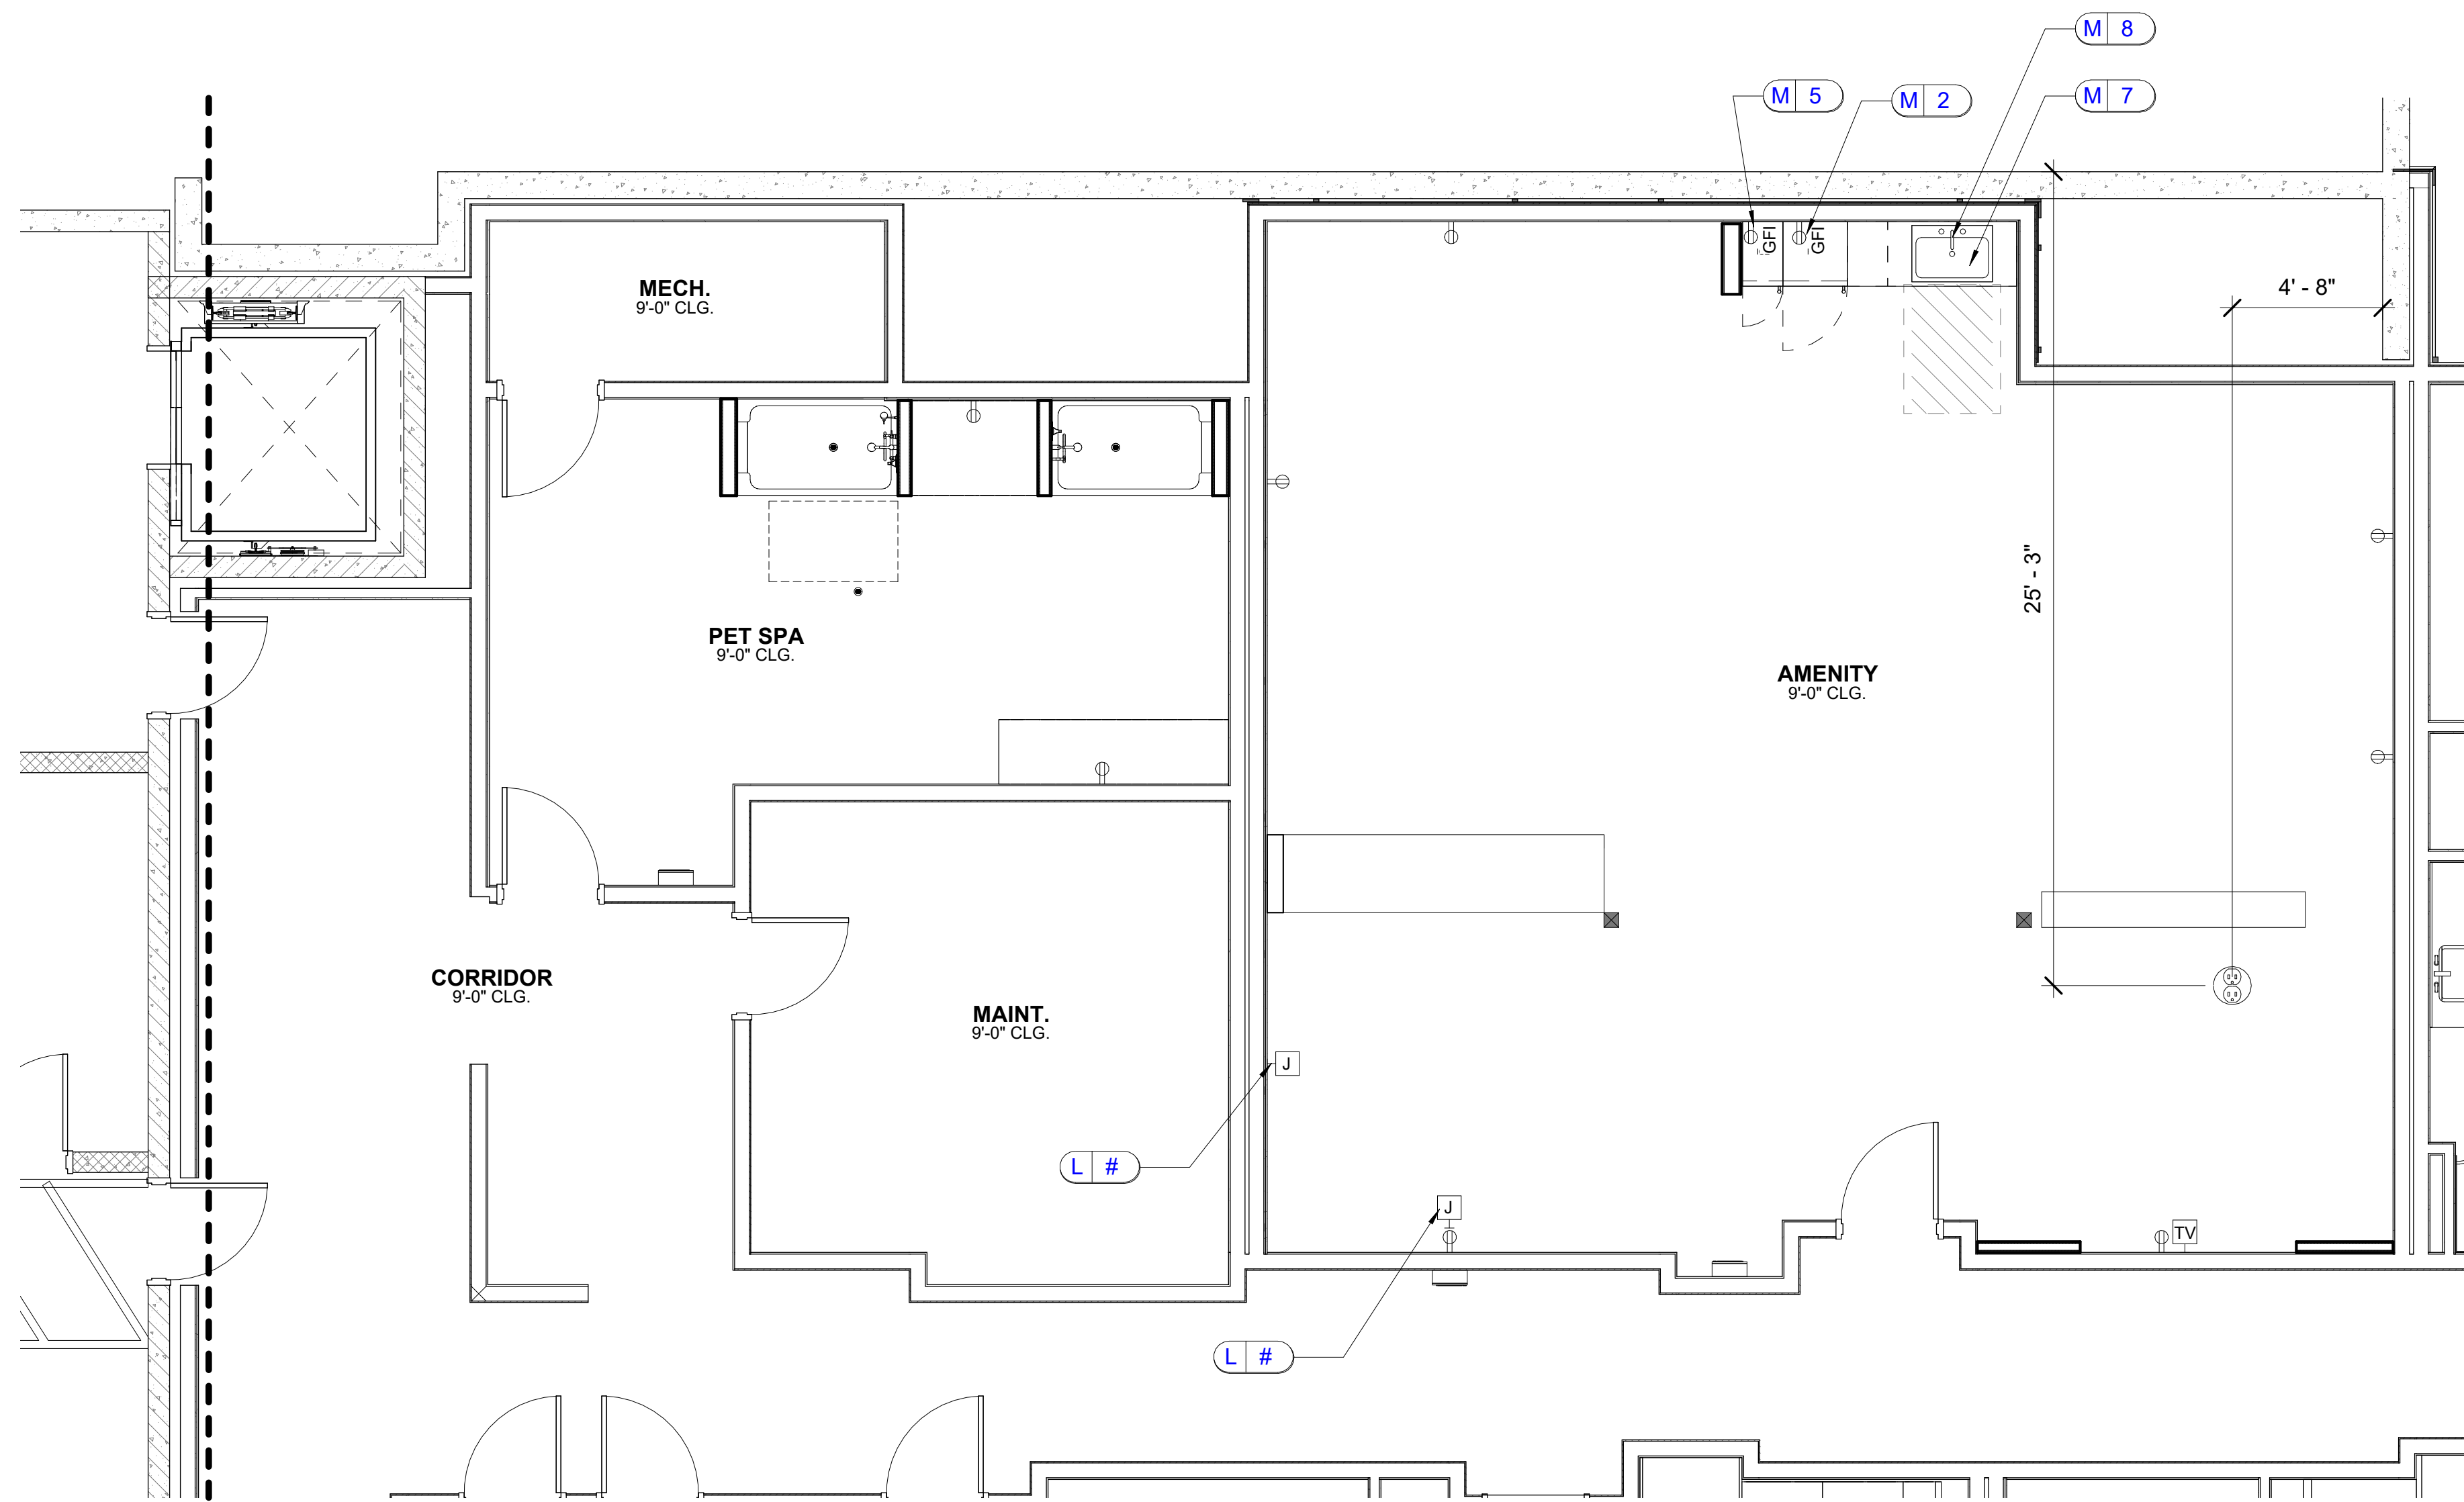 M 8
M 5
M 2
M 7
GFI
GFI
4' - 8"
MECH.
9'-0" CLG.
25' - 3"
PET SPA
9'-0" CLG.
AMENITY
9'-0" CLG.
CORRIDOR
9'-0" CLG.
MAINT.
9'-0" CLG.
J
L #
J
TV
L #